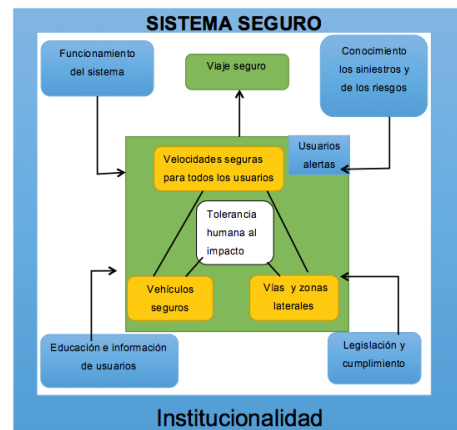 SISTEMA SEGURO
Funcionamiento
del sistema
Viaje seguro
Conocimiento
los siniestros y
de los riesgos
Usuarios
alertas
Velocidades seguras
para todos los usuarios
Tolerancia
humana al
impacto
Vehículos
seguros
Vías y zonas
laterales
Educación e información
de usuarios
Legislación y
cumplimiento
Institucionalidad